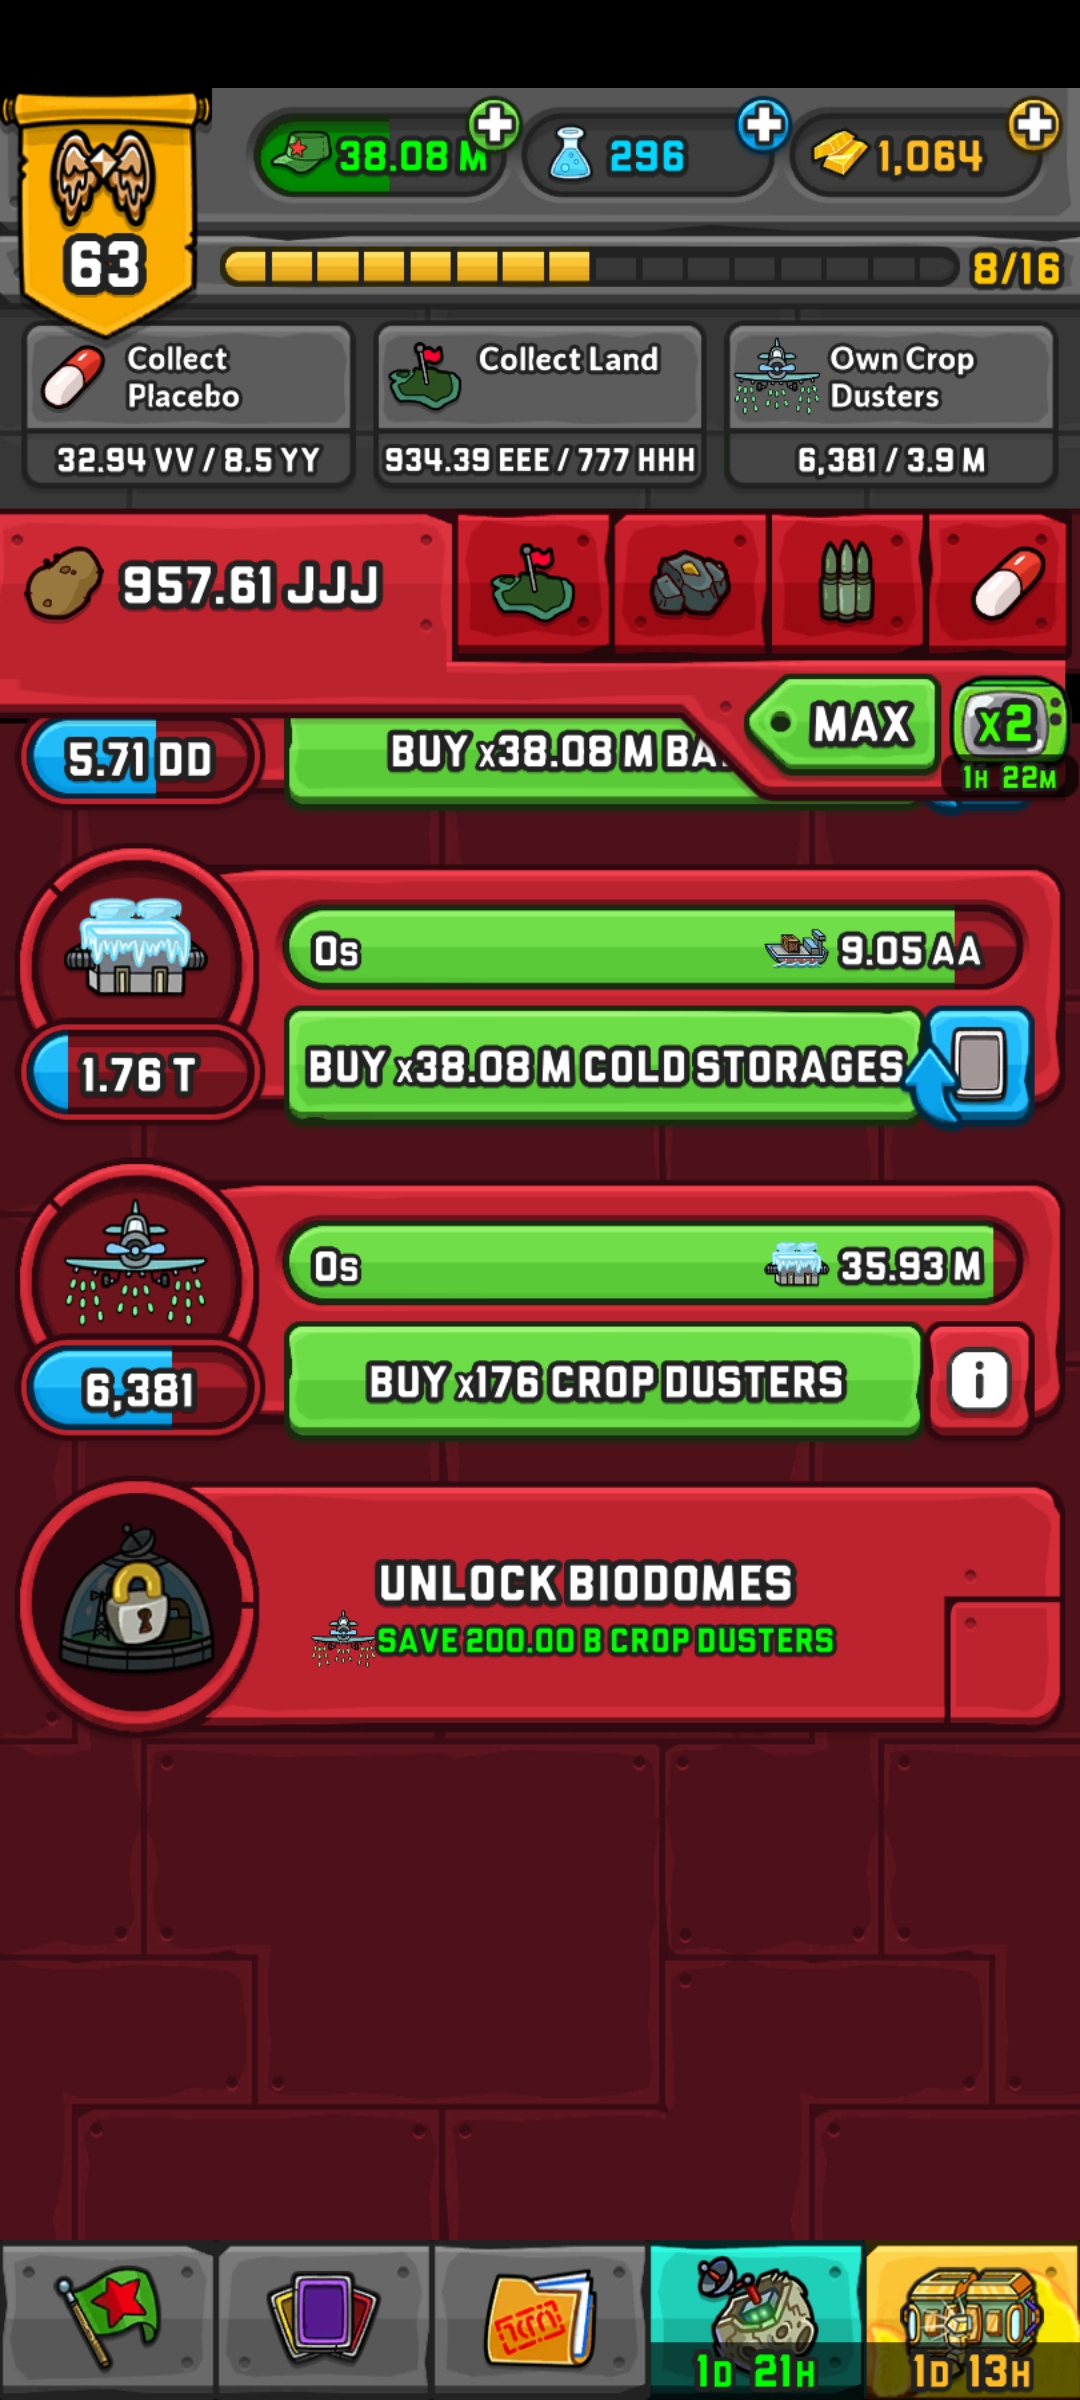 38.08 M
296
1,064
63
8/16
Collect Placebo
32.94 VV / 8.5 YY
Collect Land
934.39 EEE / 777 HHH
Own Crop Dusters
6,381 / 3.9 M
957.61 JJJ
MAX
x2
1H 22M
5.71 DD
BUY x38.08 M
0s
9.05 AA
1.76 T
BUY x38.08 M COLD STORAGES
0s
35.93 M
6,381
BUY x176 CROP DUSTERS
i
UNLOCK BIODOMES
SAVE 200.00 B CROP DUSTERS
1D 21H
1D 13H